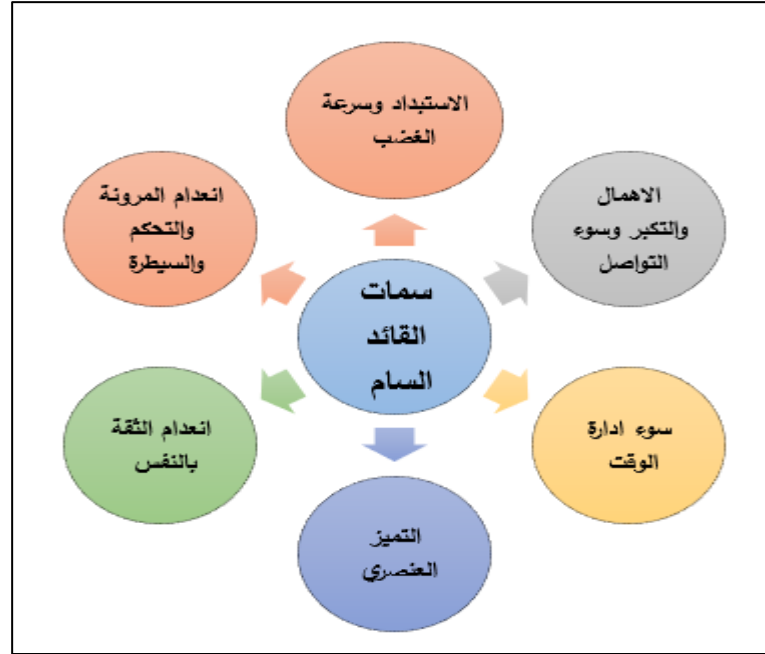 الاستبداد وسرعة
الغضب
الاهمال
والتكبر وسوء
التواصل
سوء ادارة
الوقت
التميز
العنصري
انعدام الثقة
بالنفس
انعدام المرونة
والتحكم
والسيطرة
سمات
القائد
السام